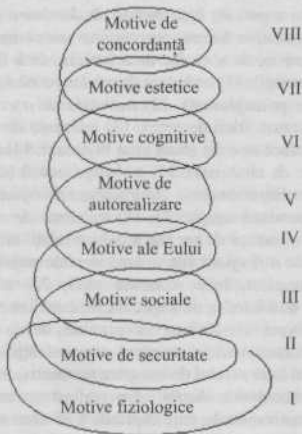 Motive de
concordanță VIII
Motive estetice VII
Motive cognitive VI
Motive de
autorealizare V
Motive ale Eului IV
Motive sociale III
Motive de securitate II
Motive fiziologice I